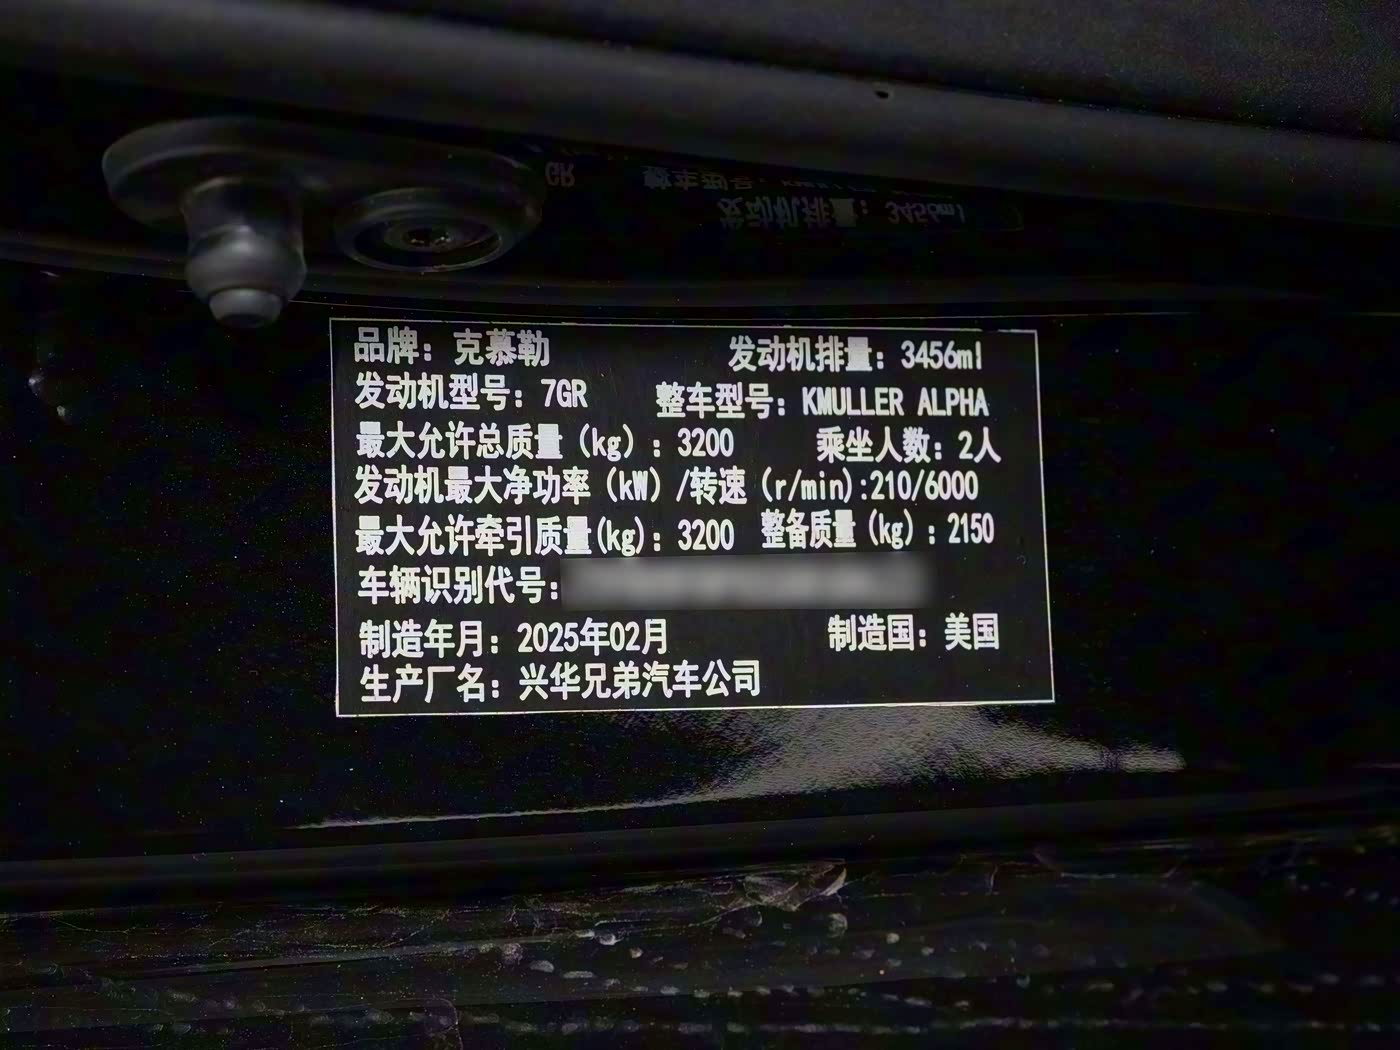 品牌：克慕勒 发动机排量：3456ml
发动机型号：7GR 整车型号：KMULLER ALPHA
最大允许总质量（kg）：3200 乘坐人数：2人
发动机最大净功率（kW）/转速（r/min）:210/6000
最大允许牵引质量(kg)：3200 整备质量（kg）：2150
车辆识别代号：
制造年月：2025年02月 制造国：美国
生产厂名：兴华兄弟汽车公司